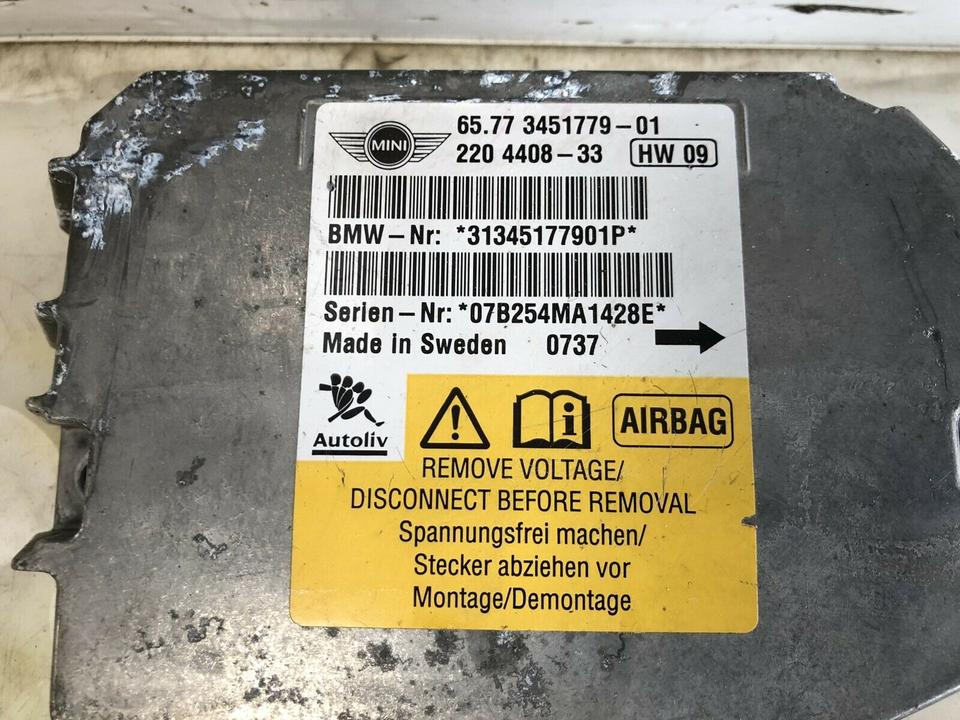 MINI
65.77 3451779-01
220 4408-33 HW 09
BMW-Nr: *31345177901P*
Serien-Nr: *07B254MA1428E*
Made in Sweden 0737
Autoliv
i
AIRBAG
REMOVE VOLTAGE/
DISCONNECT BEFORE REMOVAL
Spannungsfrei machen/
Stecker abziehen vor
Montage/Demontage